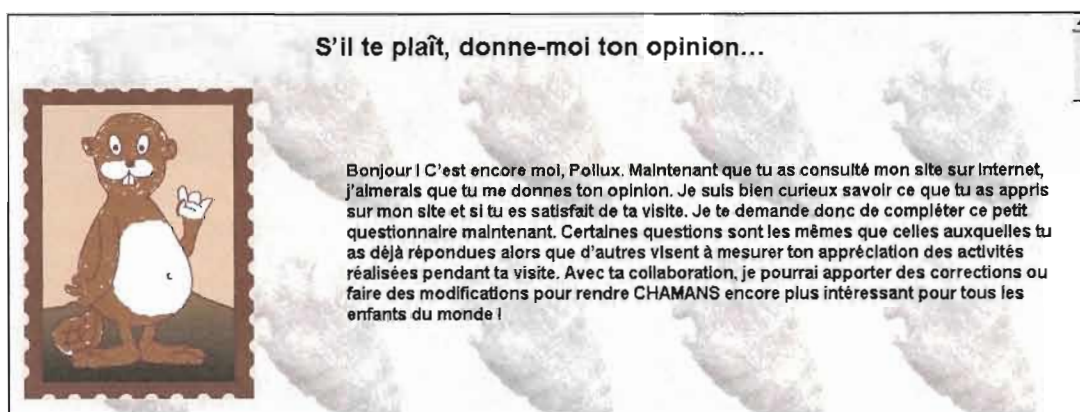 S'il te plaît, donne-moi ton opinion...
Bonjour ! C'est encore moi, Pollux. Maintenant que tu as consulté mon site sur Internet,
j'aimerais que tu me donnes ton opinion. Je suis bien curieux savoir ce que tu as appris
sur mon site et si tu es satisfait de ta visite. Je te demande donc de compléter ce petit
questionnaire maintenant. Certaines questions sont les mêmes que celles auxquelles tu
as déjà répondues alors que d'autres visent à mesurer ton appréciation des activités
réalisées pendant ta visite. Avec ta collaboration, je pourrai apporter des corrections ou
faire des modifications pour rendre CHAMANS encore plus intéressant pour tous les
enfants du monde !